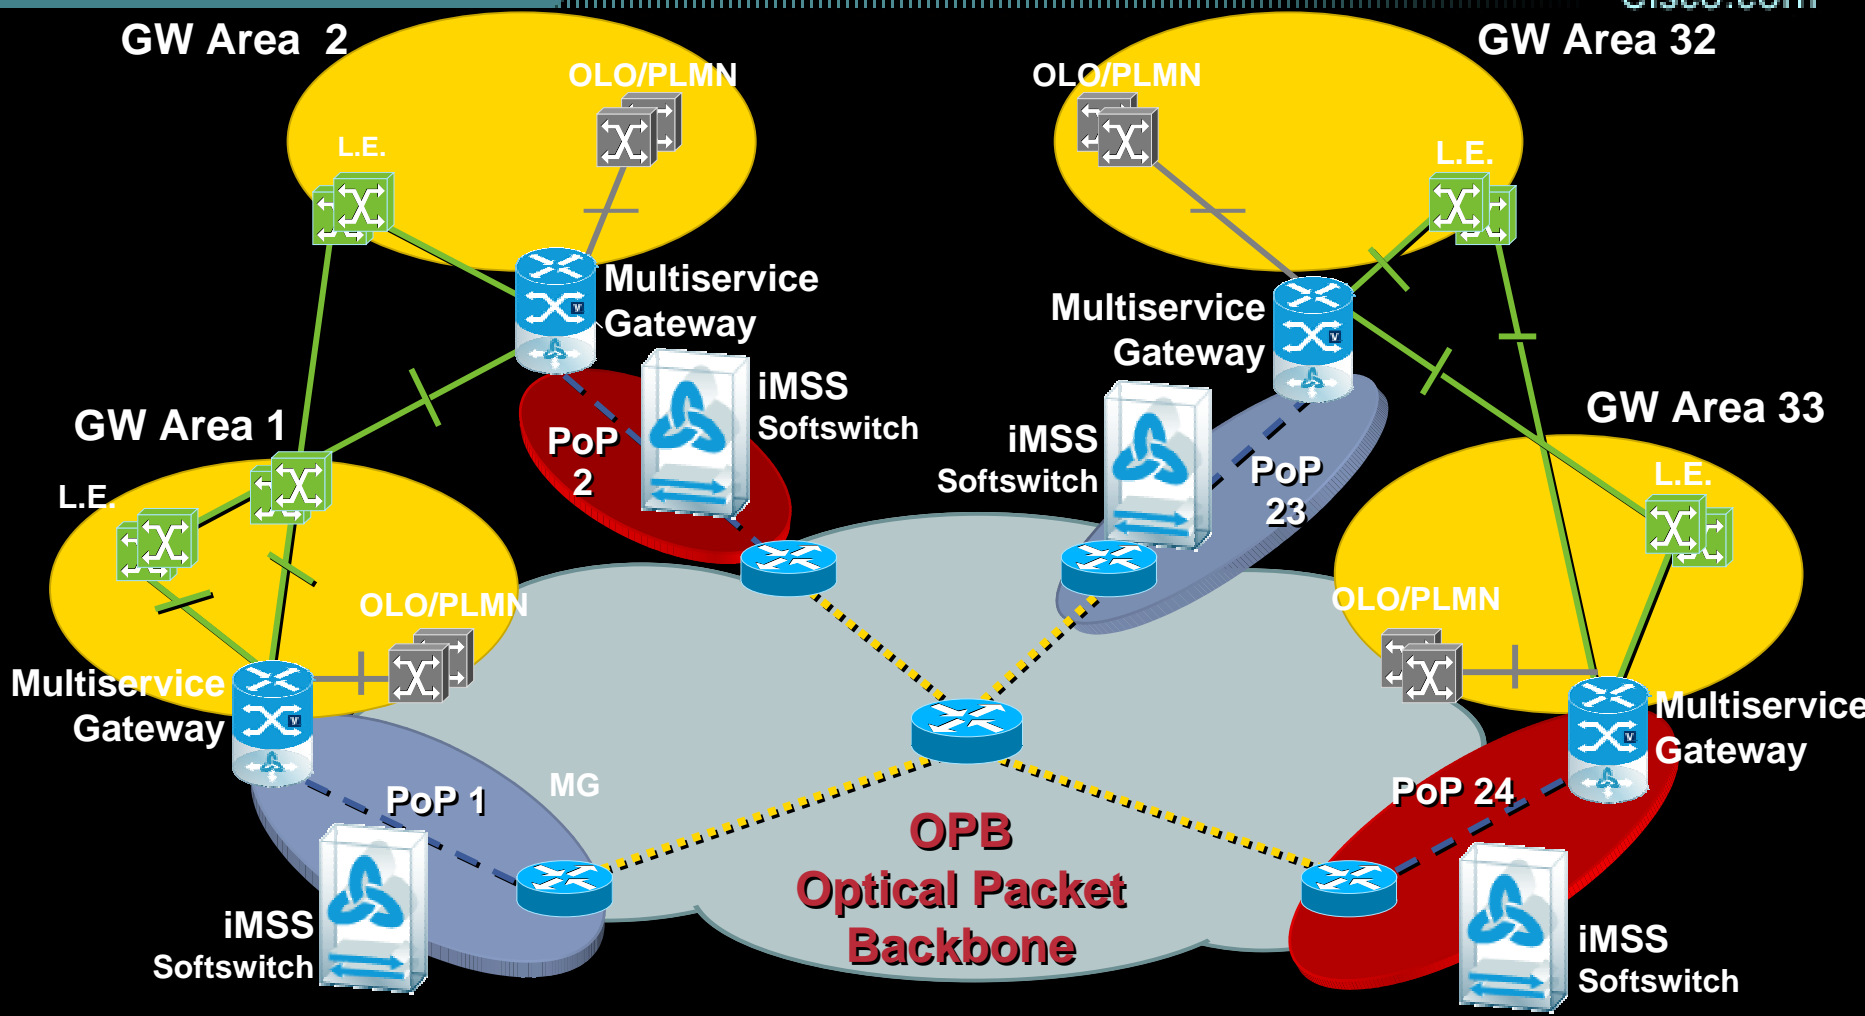 cisco.com
GW Area 2
GW Area 32
OLO/PLMN
OLO/PLMN
L.E.
L.E.
Multiservice
Gateway
Multiservice
Gateway
iMSS
Softswitch
PoP
2
iMSS
Softswitch
PoP
23
GW Area 1
GW Area 33
L.E.
L.E.
OLO/PLMN
OLO/PLMN
Multiservice
Gateway
Multiservice
Gateway
PoP 1
MG
PoP 24
OPB
Optical Packet
Backbone
iMSS
Softswitch
iMSS
Softswitch
V
V
V
V